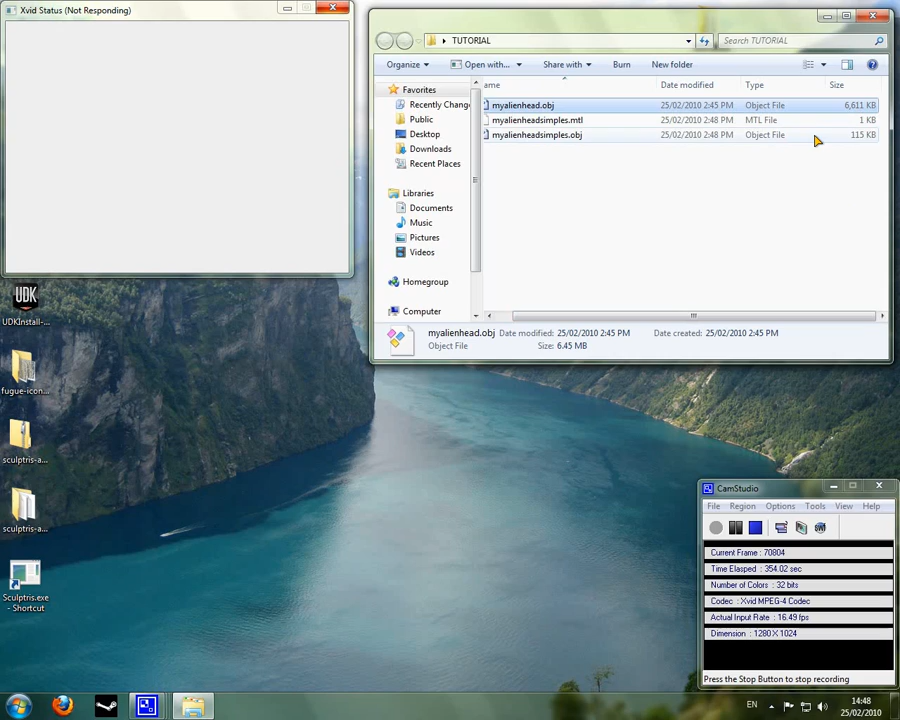 Xvid Status (Not Responding)
TUTORIAL
Search TUTORIAL
Organize
Open with...
Share with
Burn
New folder
ame
Date modified
Type
Size
Favorites
Recently Change
Public
Desktop
Downloads
Recent Places
Libraries
Documents
Music
Pictures
Videos
Homegroup
Computer
myalienhead.obj 25/02/2010 2:45 PM Object File 6,611 KB
myalienheadsimples.mtl 25/02/2010 2:48 PM MTL File 1 KB
myalienheadsimples.obj 25/02/2010 2:48 PM Object File 115 KB
myalienhead.obj Date modified: 25/02/2010 2:45 PM Date created: 25/02/2010 2:45 PM
Object File Size: 6.45 MB
UDK
UDKInstall-...
fugue-icon...
sculptris-a...
sculptris-a...
Sculptris.exe
- Shortcut
CamStudio
File Region Options Tools View Help
Current Frame : 70804
Time Elasped : 354.02 sec
Number of Colors : 32 bits
Codec : Xvid MPEG-4 Codec
Actual Input Rate : 16.49 fps
Dimension : 1280 X 1024
Press the Stop Button to stop recording
EN
14:48
25/02/2010